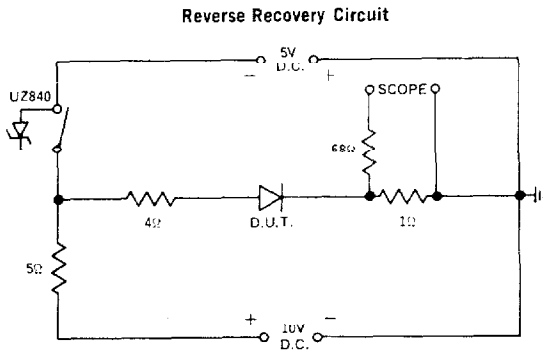 Reverse Recovery Circuit
5V
D.C.
− +
UZ840
SCOPE
68Ω
4Ω
D.U.T.
1Ω
5Ω
+ −
10V
D.C.